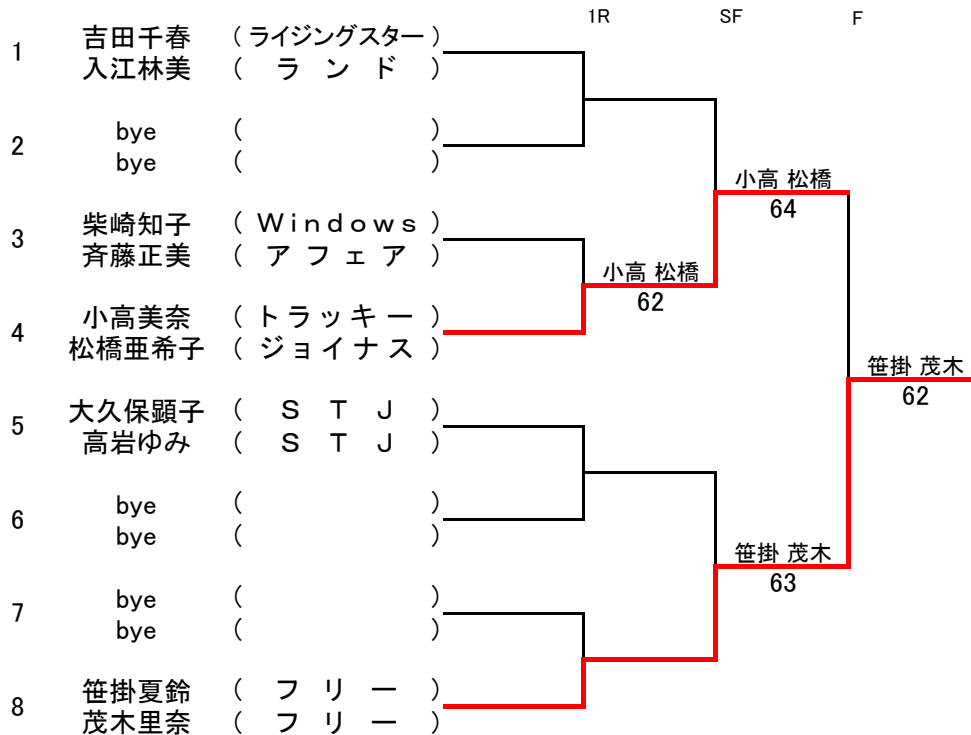 1R SF F
1 吉田千春 (ライジングスター)
入江林美 (ランド)
2 bye ( )
bye ( )
小高 松橋
64
3 柴崎知子 (Windows)
斉藤正美 (アフェア)
小高 松橋
62
4 小高美奈 (トラッキー)
松橋亜希子 (ジョイナス)
笹掛 茂木
62
5 大久保顕子 (STJ)
高岩ゆみ (STJ)
6 bye ( )
bye ( )
笹掛 茂木
63
7 bye ( )
bye ( )
8 笹掛夏鈴 (フリー)
茂木里奈 (フリー)